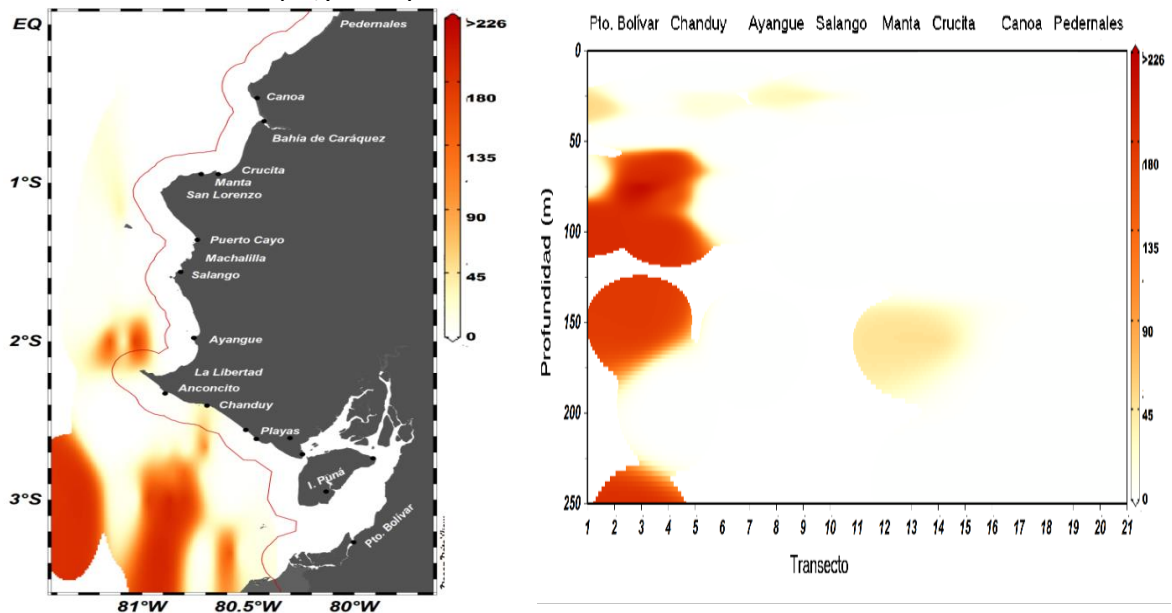 EQ
1°S
2°S
3°S
81°W
80.5°W
80°W
Pedernales
Canoa
Bahía de Caráquez
Crucita
Manta
San Lorenzo
Puerto Cayo
Machalilla
Salango
Ayangue
La Libertad
Anconcito
Chanduy
Playas
I. Puná
Pto. Bolívar
>226
180
135
90
45
0
Pto. Bolívar Chanduy Ayangue Salango Manta Crucita Canoa Pedernales
0
50
100
150
200
250
Profundidad (m)
1 2 3 4 5 6 7 8 9 10 11 12 13 14 15 16 17 18 19 20 21
Transecto
>226
180
135
90
45
0